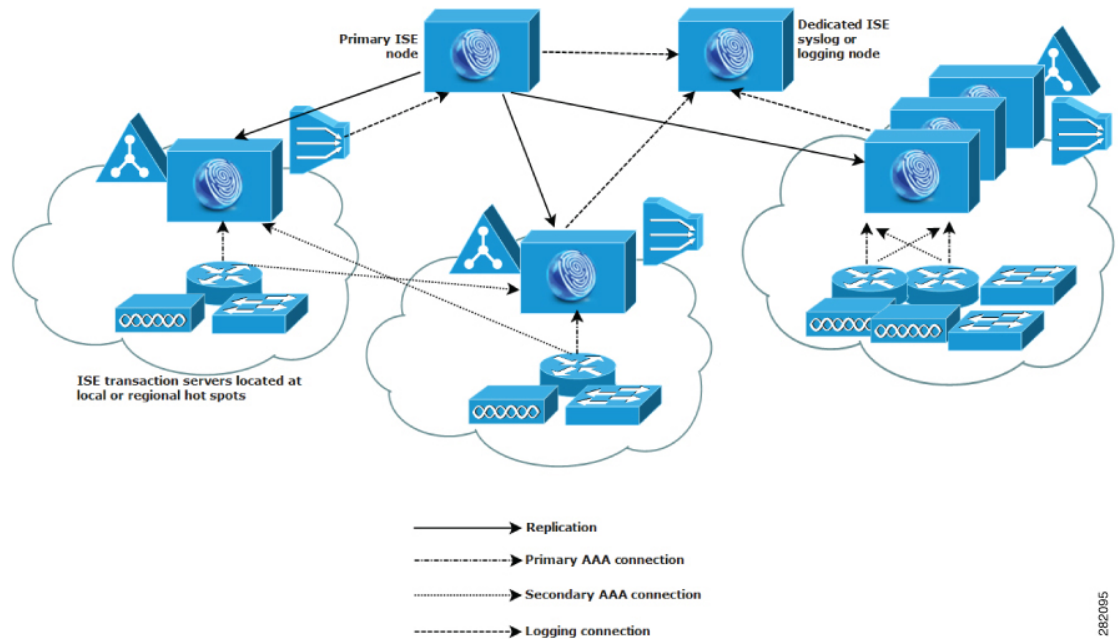 Primary ISE
node
Dedicated ISE
syslog or
logging node
ISE transaction servers located at
local or regional hot spots
Replication
Primary AAA connection
Secondary AAA connection
Logging connection
282095